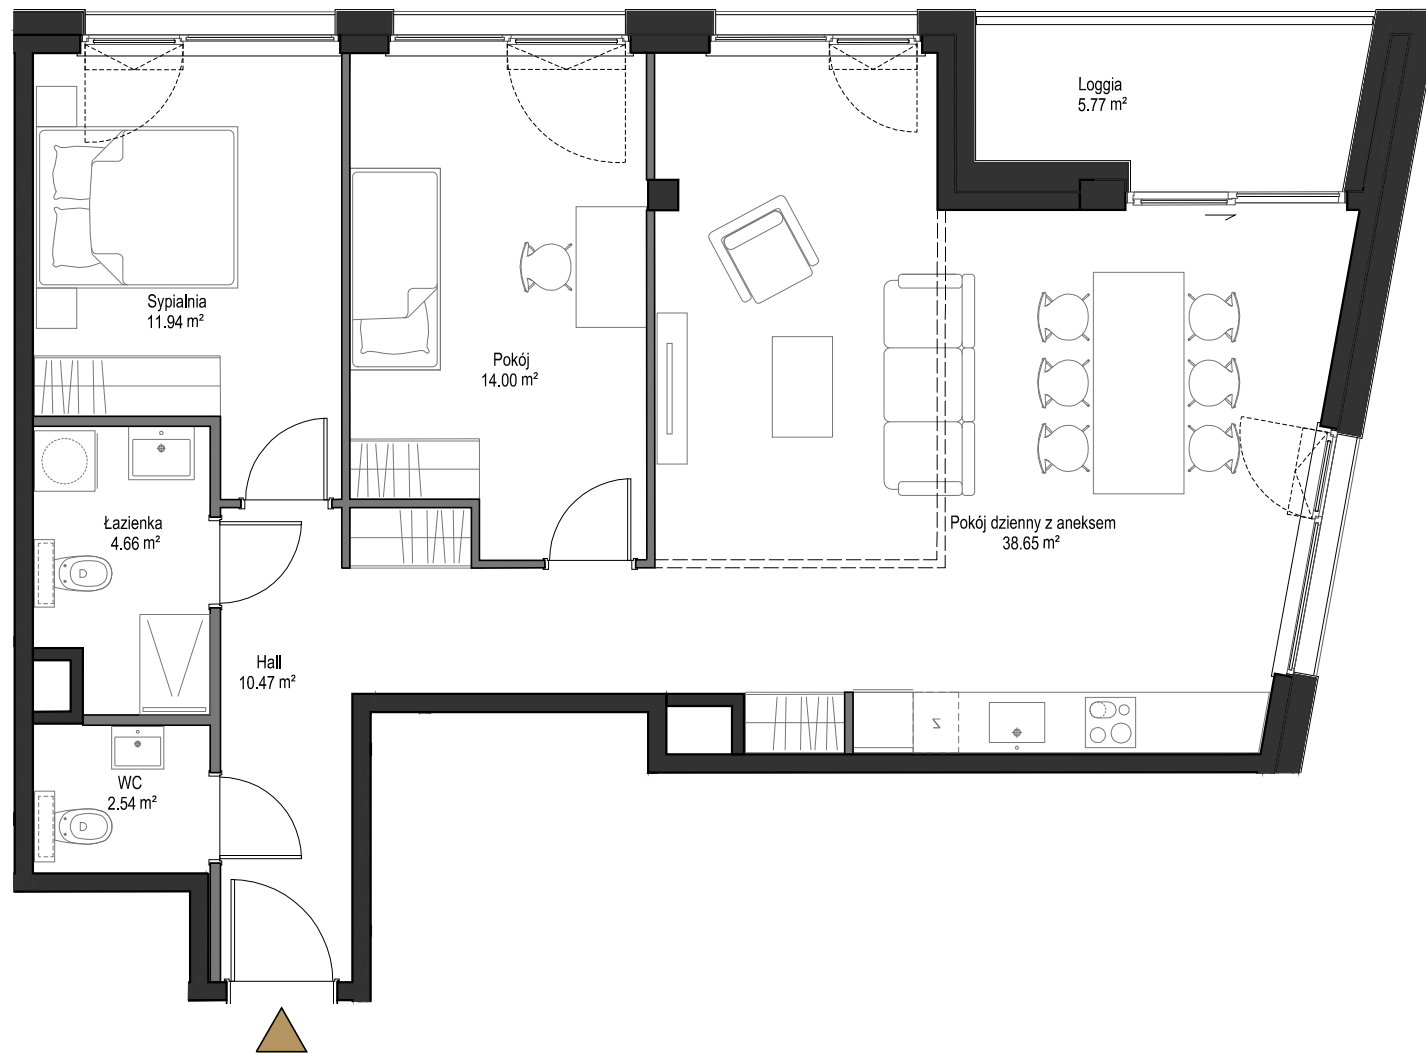 Loggia
5.77 m²
Sypialnia
11.94 m²
Pokój
14.00 m²
Łazienka
4.66 m²
Pokój dzienny z aneksem
38.65 m²
Hall
10.47 m²
Z
WC
2.54 m²